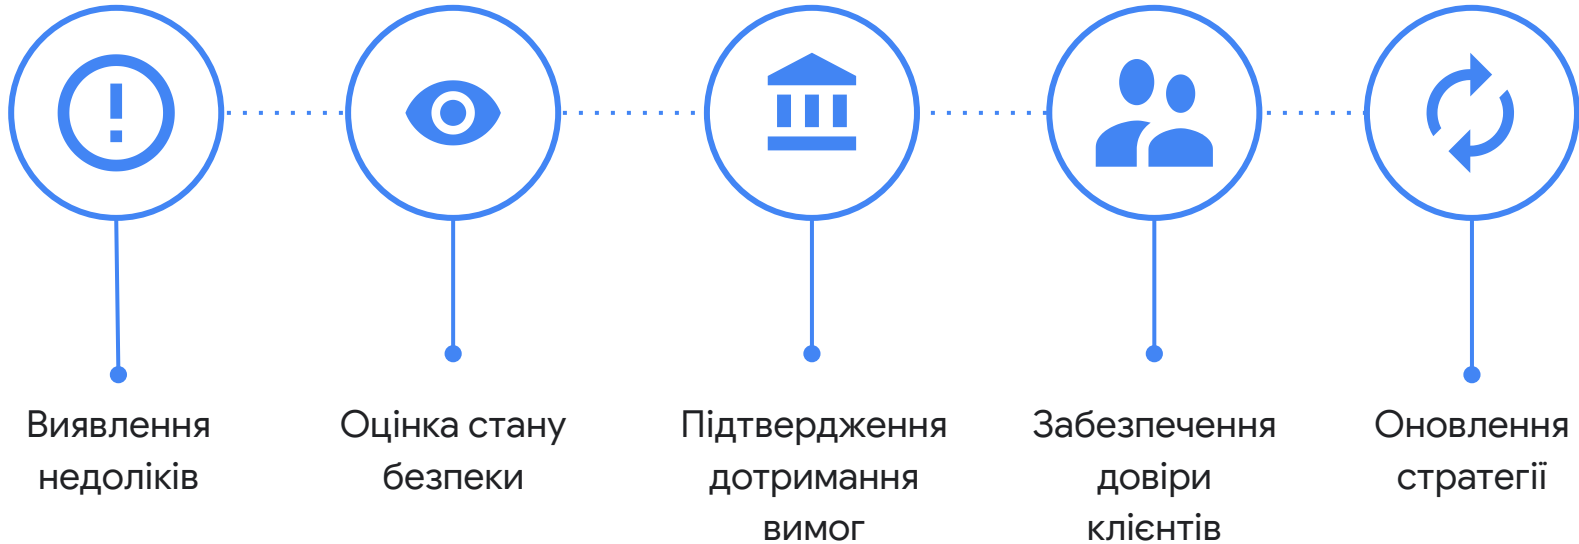 Виявлення
недоліків
Оцінка стану
безпеки
Підтвердження
дотримання
вимог
Забезпечення
довіри
клієнтів
Оновлення
стратегії